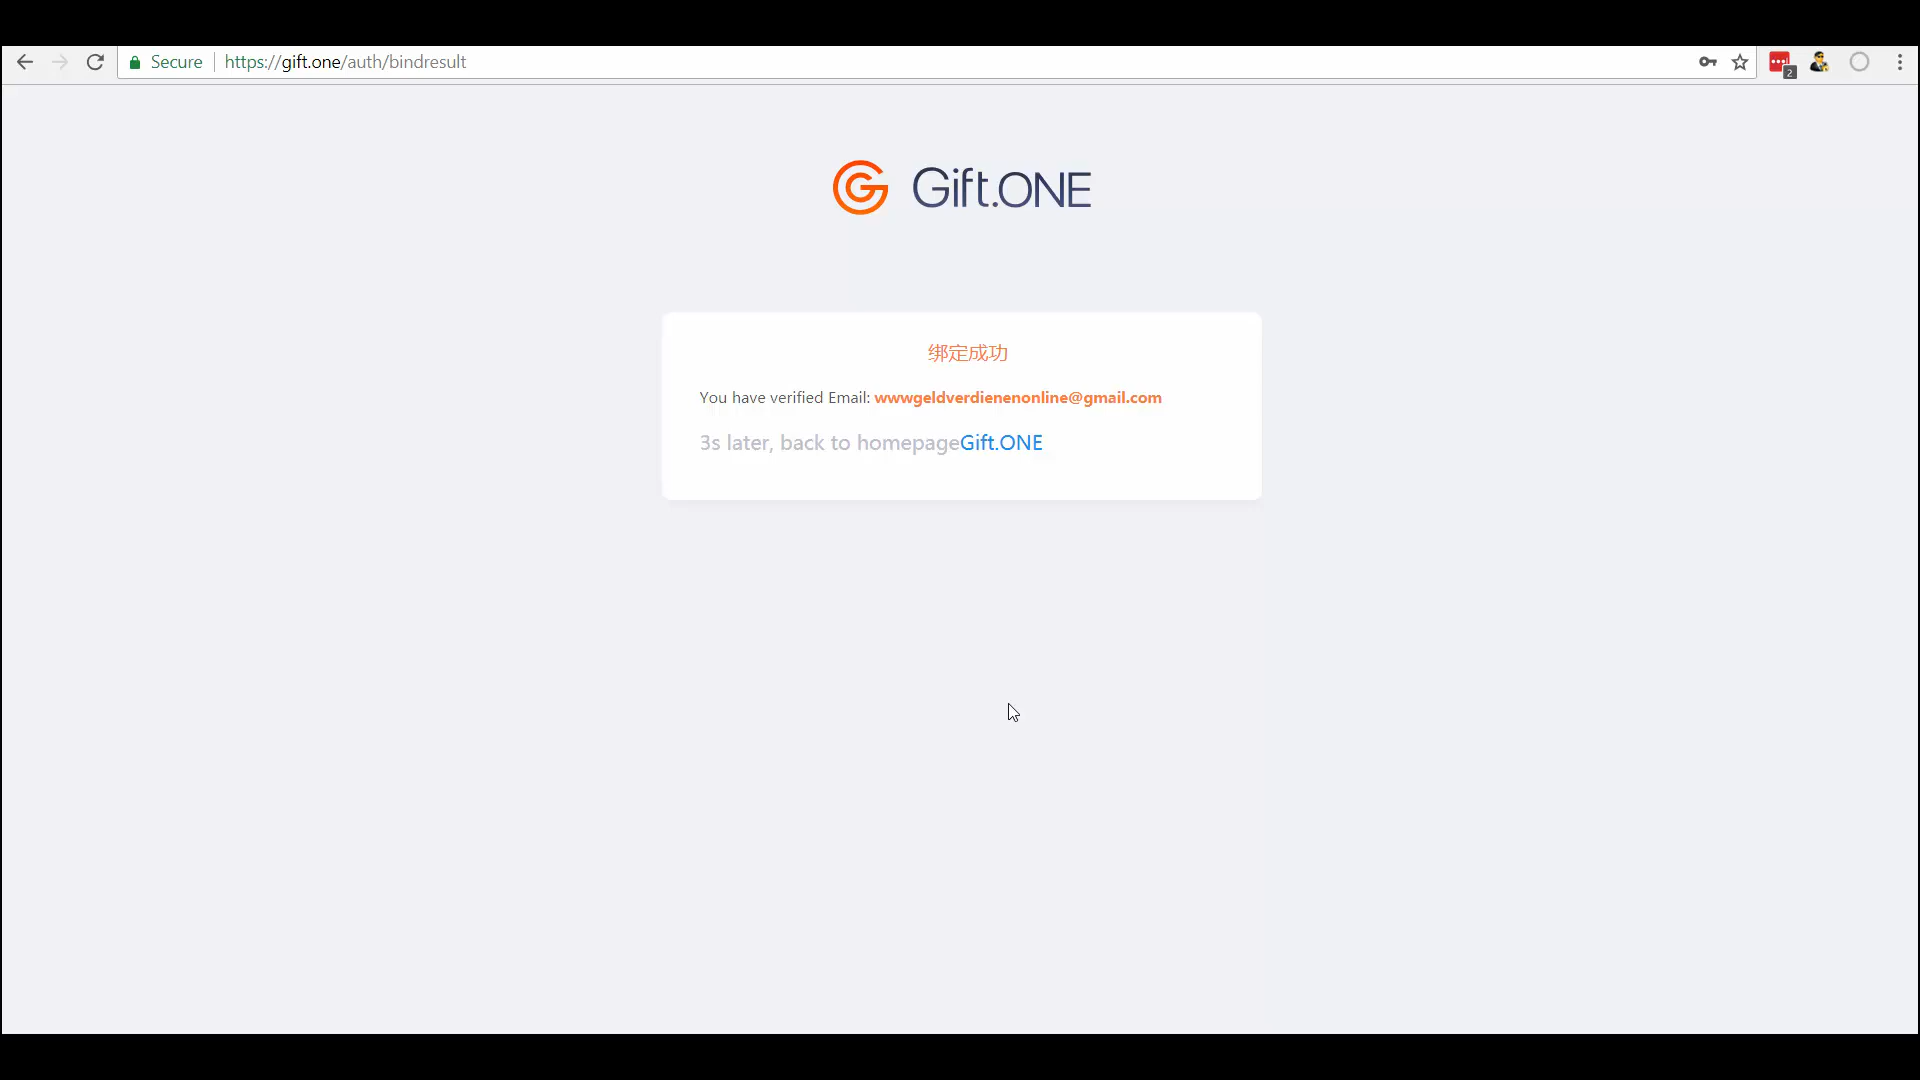 Secure https://gift.one/auth/bindresult
2
Gift.ONE
绑定成功
You have verified Email: wwwgeldverdienenonline@gmail.com
3s later, back to homepageGift.ONE